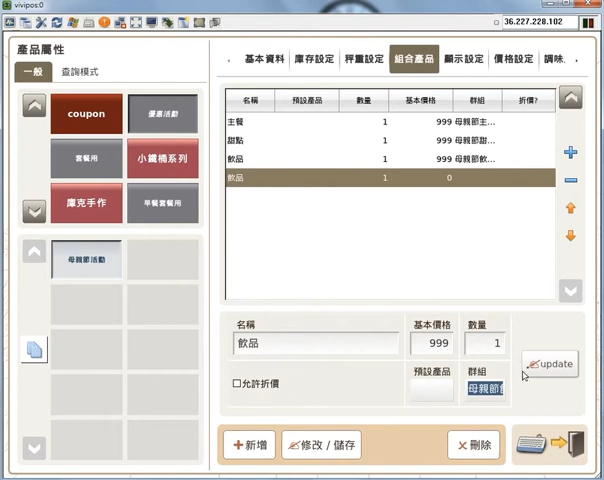 vivipos:0
36.227.228.102
產品屬性
一般 查詢模式
coupon 優惠活動
套餐用 小鐵桶系列
庫克手作 早餐套餐用
母親節活動
基本資料 庫存設定 秤重設定 組合產品 顯示設定 價格設定 調味.
名稱 預設產品 數量 基本價格 群組 折價?
主餐 1 999 母親節主...
甜點 1 999 母親節甜...
飲品 1 999 母親節飲...
飲品 1 0
名稱 基本價格 數量
飲品 999 1
update
允許折價 預設產品 群組
母親節
新增 修改 / 儲存 刪除